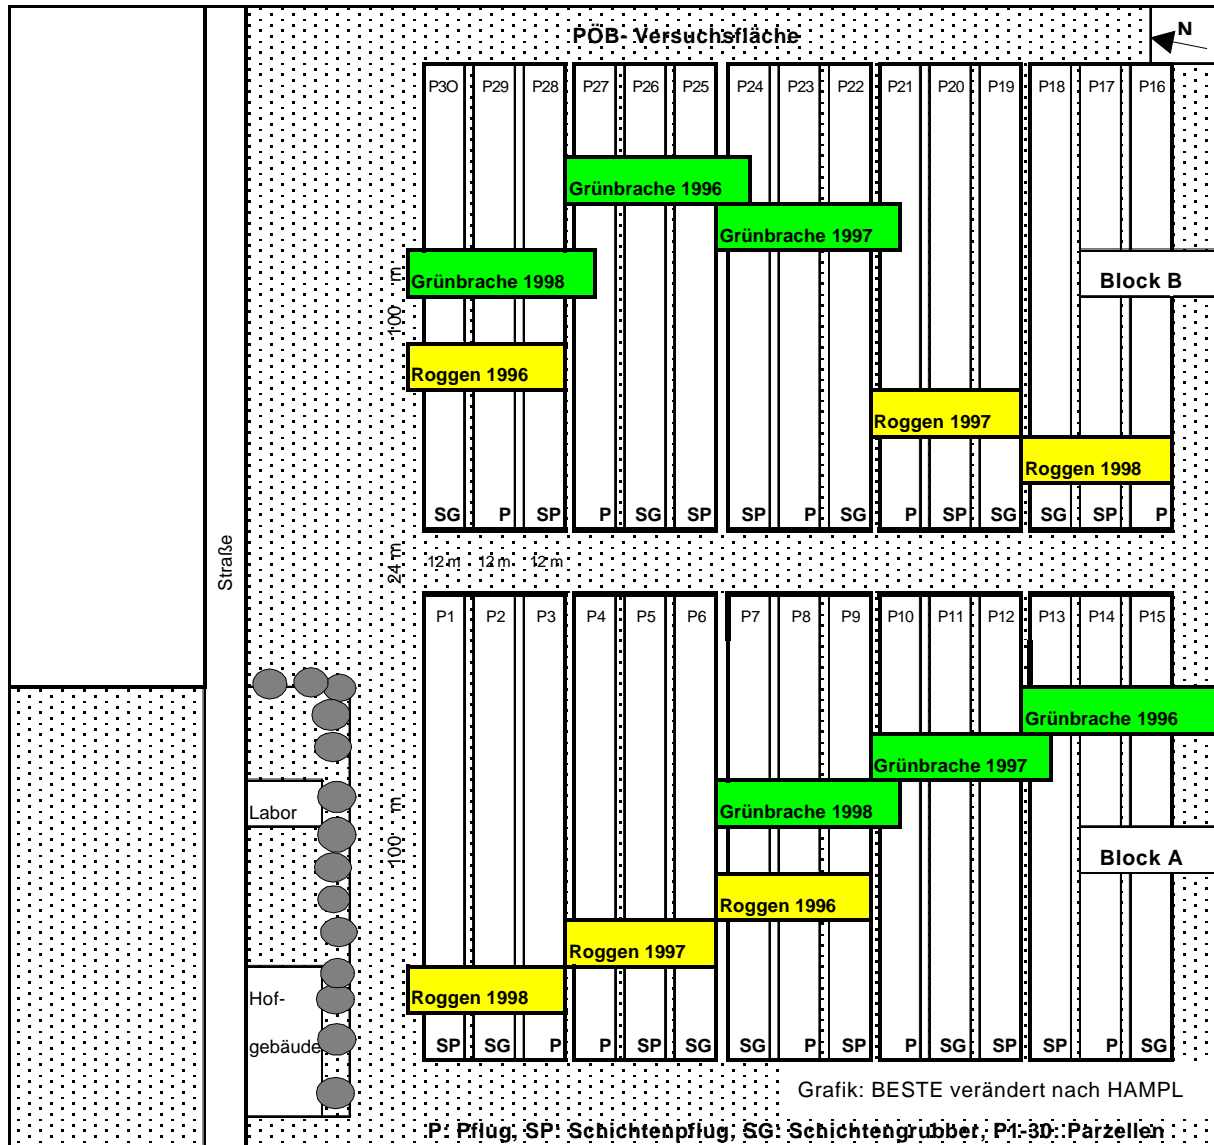 PÖB- Versuchsfläche
N
P3O P29 P28 P27 P26 P25 P24 P23 P22 P21 P20 P19 P18 P17 P16
Grünbrache 1996
Grünbrache 1997
Grünbrache 1998
Block B
100 m
Roggen 1996
Roggen 1997
Roggen 1998
SG P SP P SG SP SP P SG P SP SG SG SP P
Straße
24 m
12 m 12 m 12 m
P1 P2 P3 P4 P5 P6 P7 P8 P9 P10 P11 P12 P13 P14 P15
Grünbrache 1996
Grünbrache 1997
Grünbrache 1998
Labor
100 m
Block A
Roggen 1996
Roggen 1997
Roggen 1998
Hof-
gebäude
SP SG P P SP SG SG P SP P SG SP SP P SG
Grafik: BESTE verändert nach HAMPL
P: Pflug, SP: Schichtenpflug, SG: Schichtengrubber, P1-30: Parzellen